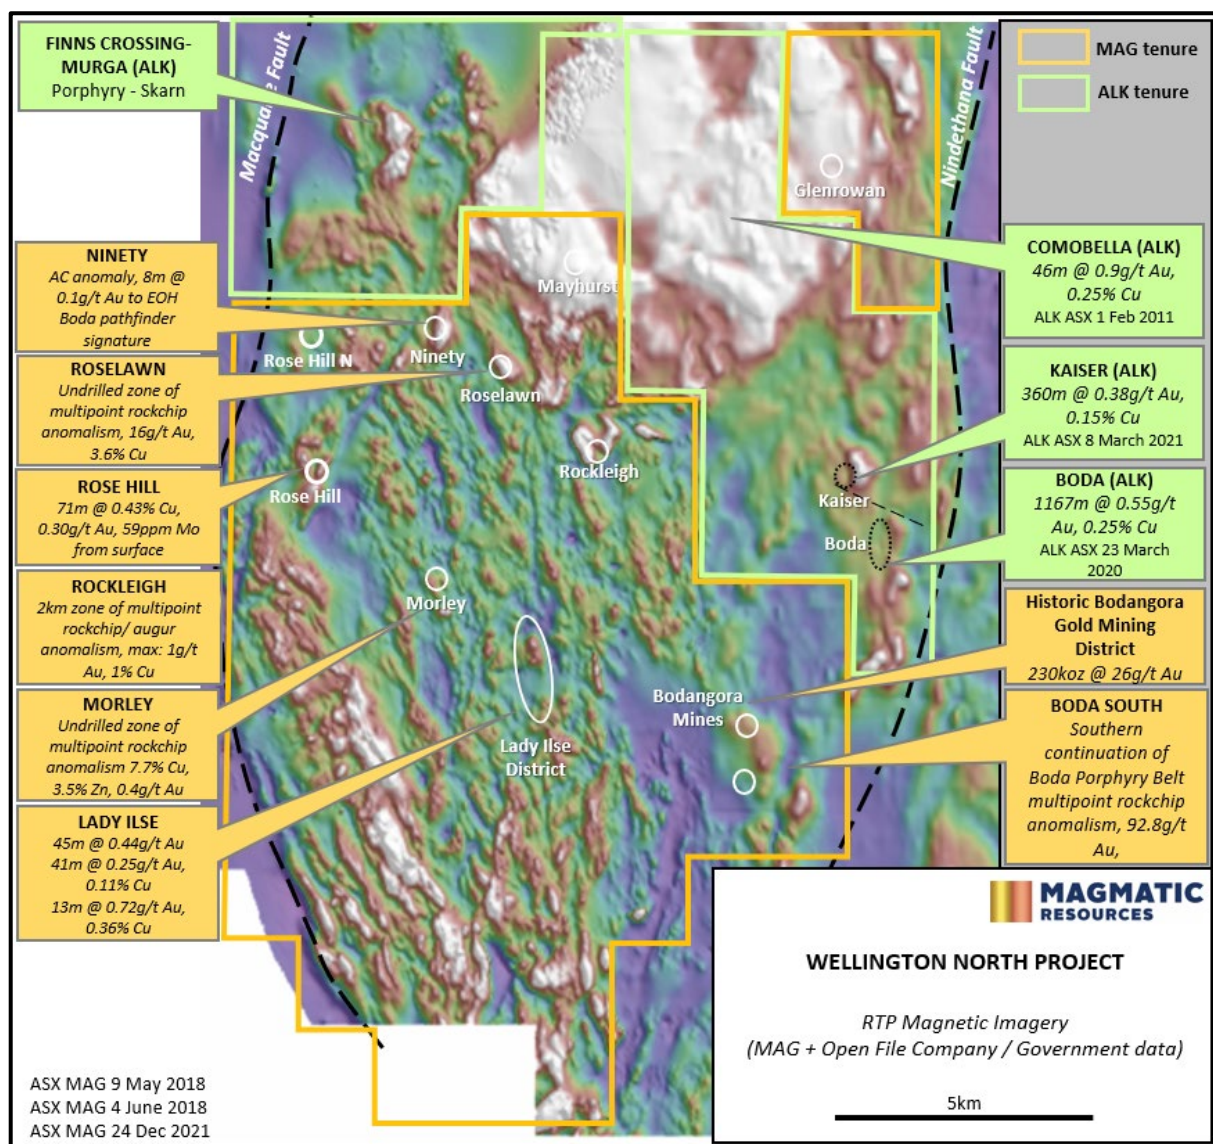 FINNS CROSSING-
MURGA (ALK)
Porphyry - Skarn
NINETY
AC anomaly, 8m @
0.1g/t Au to EOH
Boda pathfinder
signature
ROSELAWN
Undrilled zone of
multipoint rockchip
anomalism, 16g/t Au,
3.6% Cu
ROSE HILL
71m @ 0.43% Cu,
0.30g/t Au, 59ppm Mo
from surface
ROCKLEIGH
2km zone of multipoint
rockchip/ augur
anomalism, max: 1g/t
Au, 1% Cu
MORLEY
Undrilled zone of
multipoint rockchip
anomalism 7.7% Cu,
3.5% Zn, 0.4g/t Au
LADY ILSE
45m @ 0.44g/t Au
41m @ 0.25g/t Au,
0.11% Cu
13m @ 0.72g/t Au,
0.36% Cu
ASX MAG 9 May 2018
ASX MAG 4 June 2018
ASX MAG 24 Dec 2021
Macquarie Fault
Nindethana Fault
Glenrowan
Mayhurst
Rose Hill N
Ninety
Roselawn
Rockleigh
Rose Hill
Kaiser
Boda
Morley
Bodangora
Mines
Lady Ilse
District
MAG tenure
ALK tenure
COMOBELLA (ALK)
46m @ 0.9g/t Au,
0.25% Cu
ALK ASX 1 Feb 2011
KAISER (ALK)
360m @ 0.38g/t Au,
0.15% Cu
ALK ASX 8 March 2021
BODA (ALK)
1167m @ 0.55g/t
Au, 0.25% Cu
ALK ASX 23 March
2020
Historic Bodangora
Gold Mining
District
230koz @ 26g/t Au
BODA SOUTH
Southern
continuation of
Boda Porphyry Belt
multipoint rockchip
anomalism, 92.8g/t
Au,
MAGMATIC
RESOURCES
WELLINGTON NORTH PROJECT
RTP Magnetic Imagery
(MAG + Open File Company / Government data)
5km